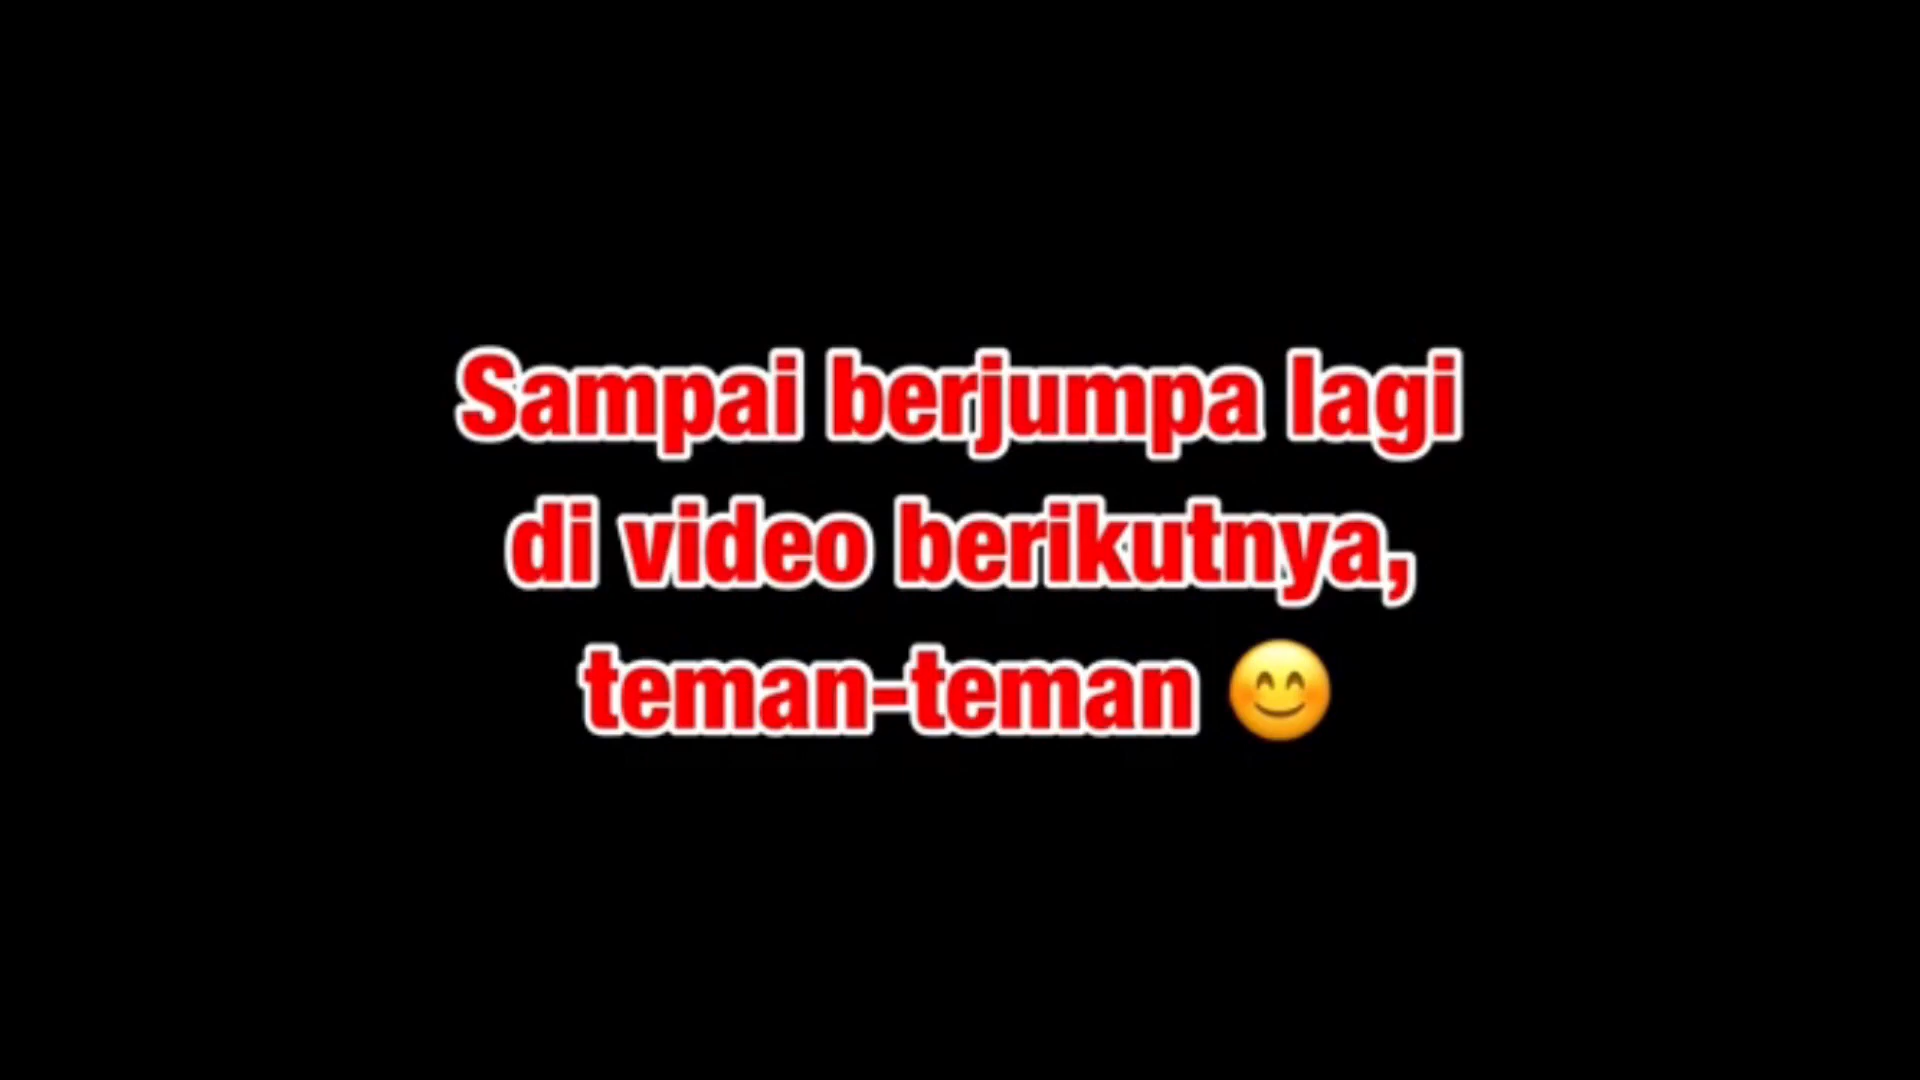 Sampai berjumpa lagi
di video berikutnya,
teman-teman 😊